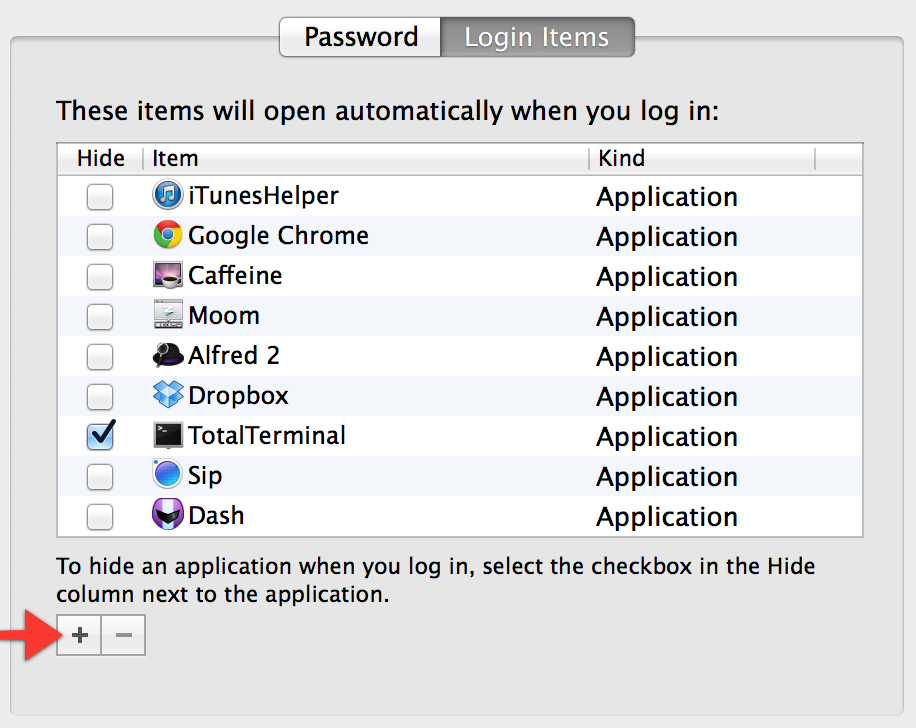 Password Login Items
These items will open automatically when you log in:
Hide Item Kind
iTunesHelper Application
Google Chrome Application
Caffeine Application
Moom Application
Alfred 2 Application
Dropbox Application
TotalTerminal Application
Sip Application
Dash Application
To hide an application when you log in, select the checkbox in the Hide
column next to the application.
+ −